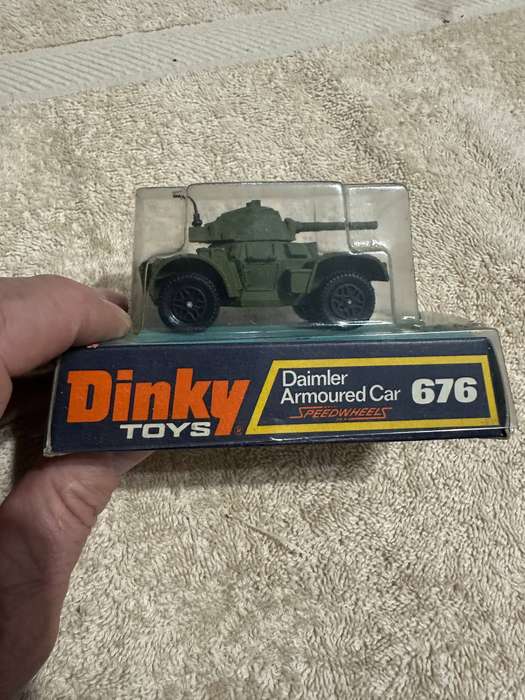 Dinky
TOYS
Daimler
Armoured Car
SPEEDWHEELS
676